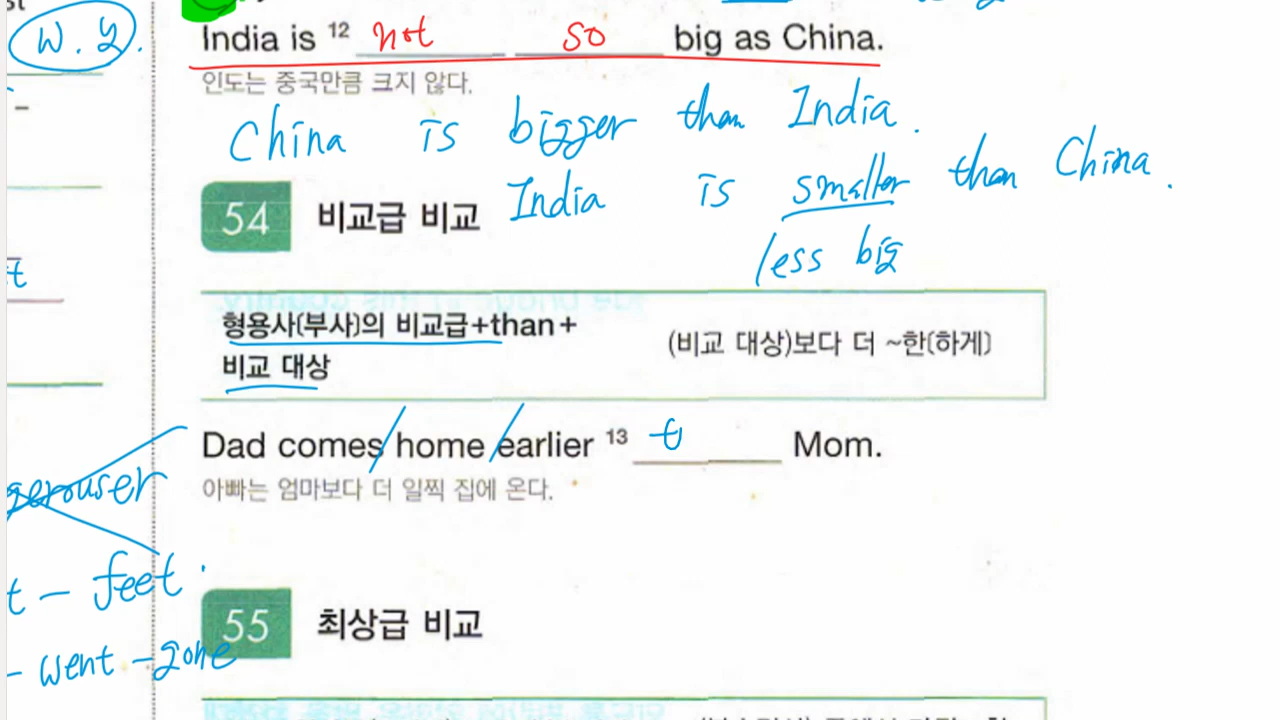 W.Y.
India is 12 not so big as China.
인도는 중국만큼 크지 않다.
China is bigger than India.
India is smaller than China.
less big
54 비교급 비교
형용사(부사)의 비교급+than+
비교 대상
(비교 대상)보다 더 ~한(하게)
Dad comes/home/earlier 13 t Mom.
아빠는 엄마보다 더 일찍 집에 온다.
gerouser
t - feet.
- went - gone
55 최상급 비교